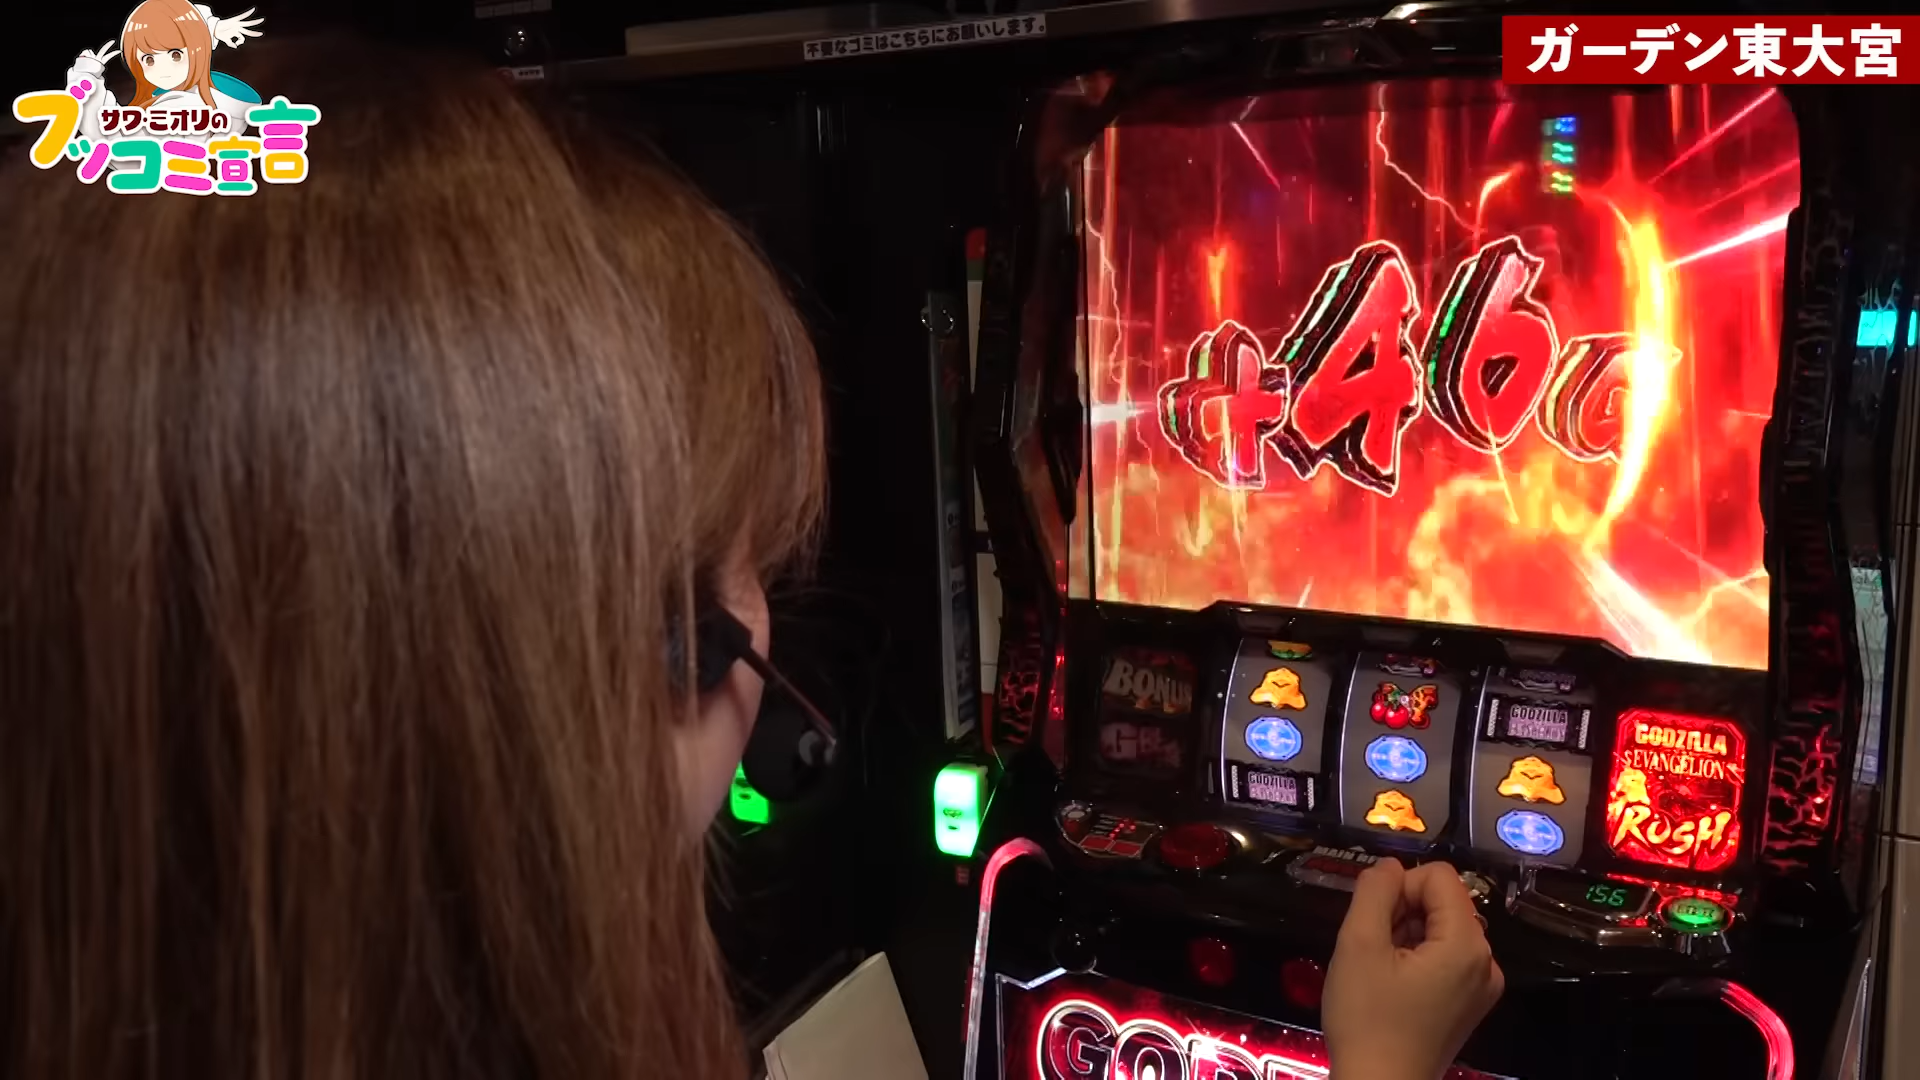 サワ・ミオリの
ブツコミ宣言
不要なゴミはこちらにお願いします。
ガーデン東大宮
+46G
BONUS
GODZILLA
GODZILLA
GODZILLA
EVANGELION
RUSH
156